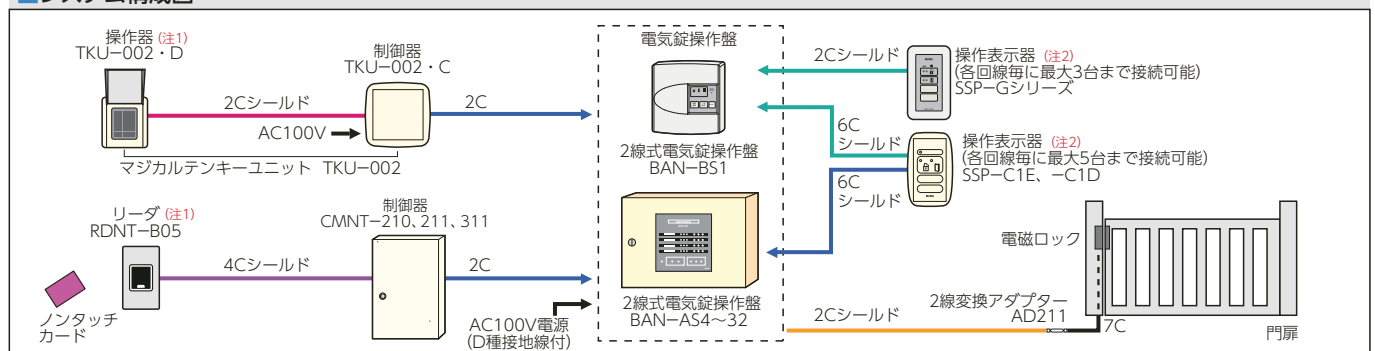 操作器 (注1)
TKU−002・D
制御器
TKU−002・C
2Cシールド
2C
AC100V
マジカルテンキーユニット TKU−002
リーダ (注1)
RDNT−B05
制御器
CMNT−210、211、311
4Cシールド
2C
ノンタッチ
カード
AC100V電源
(D種接地線付)
電気錠操作盤
2線式電気錠操作盤
BAN−BS1
2線式電気錠操作盤
BAN−AS4〜32
2Cシールド
操作表示器 (注2)
(各回線毎に最大3台まで接続可能)
SSP−Gシリーズ
6C
シールド
操作表示器 (注2)
(各回線毎に最大5台まで接続可能)
SSP−C1E、−C1D
6C
シールド
電磁ロック
2線変換アダプター
AD211
2Cシールド
7C
門扉